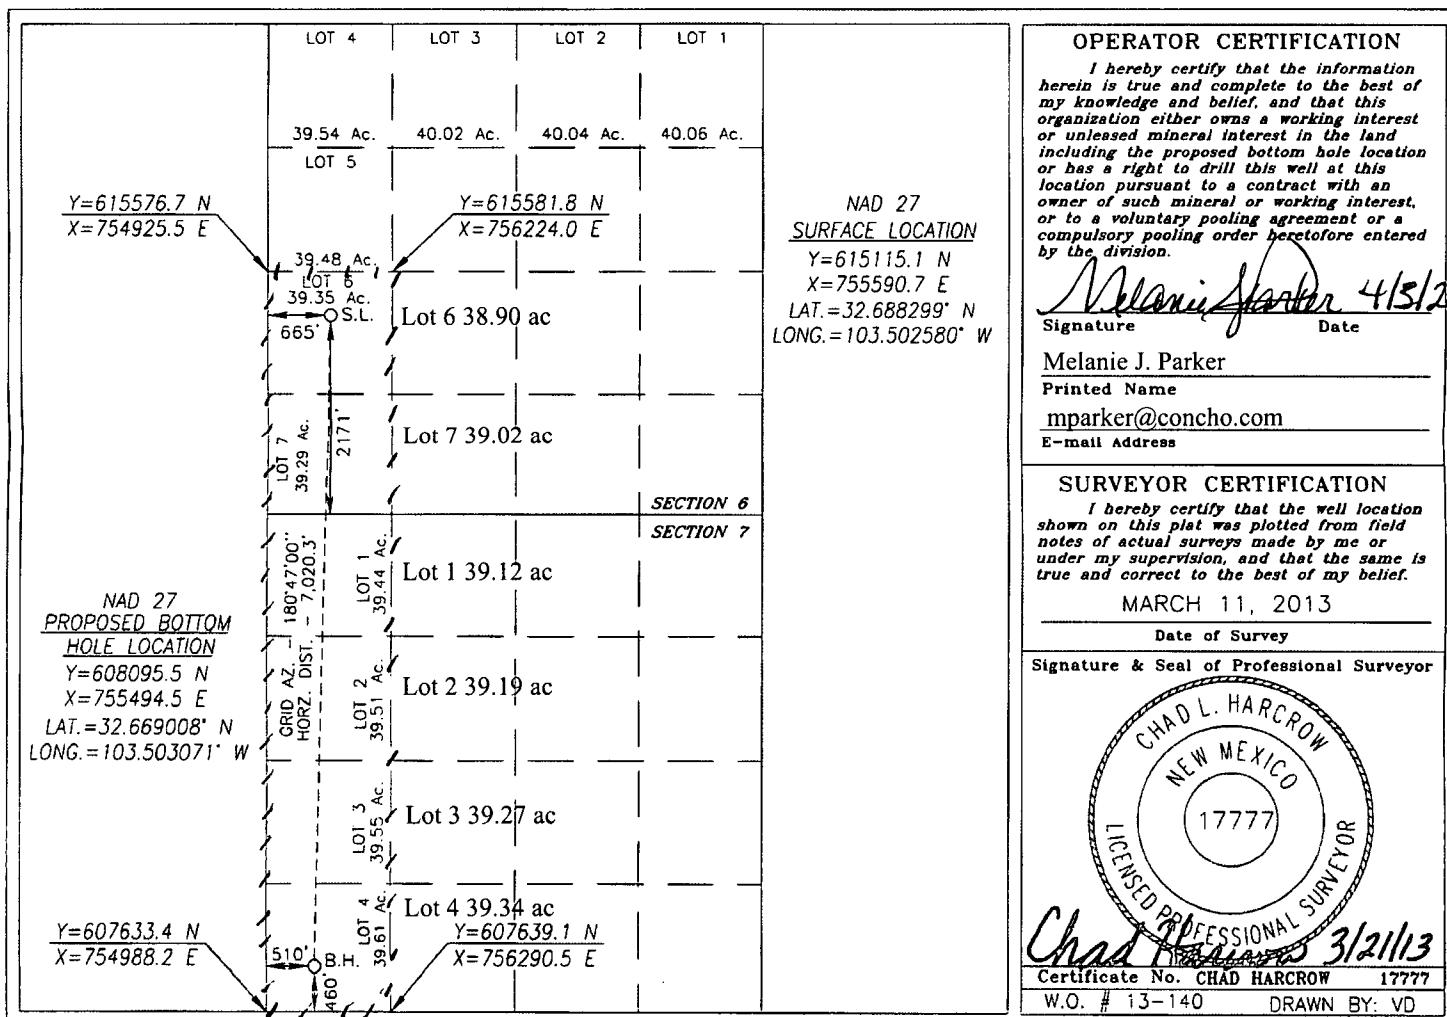 LOT 4
LOT 3
LOT 2
LOT 1
39.54 Ac.
40.02 Ac.
40.04 Ac.
40.06 Ac.
LOT 5
Y=615576.7 N
X=754925.5 E
Y=615581.8 N
X=756224.0 E
39.48 Ac.
LOT 6
39.35 Ac.
S.L.
665'
Lot 6 38.90 ac
2171'
LOT 7
39.29 Ac.
Lot 7 39.02 ac
SECTION 6
SECTION 7
NAD 27
SURFACE LOCATION
Y=615115.1 N
X=755590.7 E
LAT.=32.688299° N
LONG.=103.502580° W
GRID AZ. - 180°47'00"
HORZ. DIST. - 7,020.3'
LOT 1
39.44 Ac.
Lot 1 39.12 ac
LOT 2
39.51 Ac.
Lot 2 39.19 ac
LOT 3
39.55 Ac.
Lot 3 39.27 ac
LOT 4
39.61 Ac.
Lot 4 39.34 ac
NAD 27
PROPOSED BOTTOM
HOLE LOCATION
Y=608095.5 N
X=755494.5 E
LAT.=32.669008° N
LONG.=103.503071° W
Y=607633.4 N
X=754988.2 E
Y=607639.1 N
X=756290.5 E
510'
B.H.
460'
OPERATOR CERTIFICATION
I hereby certify that the information
herein is true and complete to the best of
my knowledge and belief, and that this
organization either owns a working interest
or unleased mineral interest in the land
including the proposed bottom hole location
or has a right to drill this well at this
location pursuant to a contract with an
owner of such mineral or working interest,
or to a voluntary pooling agreement or a
compulsory pooling order heretofore entered
by the division.
Melanie J Parker
Signature Date
Melanie J. Parker
Printed Name
mparker@concho.com
E-mail Address
SURVEYOR CERTIFICATION
I hereby certify that the well location
shown on this plat was plotted from field
notes of actual surveys made by me or
under my supervision, and that the same is
true and correct to the best of my belief.
MARCH 11, 2013
Date of Survey
Signature & Seal of Professional Surveyor
CHAD L. HARCROW
NEW MEXICO
17777
LICENSED PROFESSIONAL SURVEYOR
Chad Harcrow 3/21/13
Certificate No. CHAD HARCROW 17777
W.O. # 13-140 DRAWN BY: VD